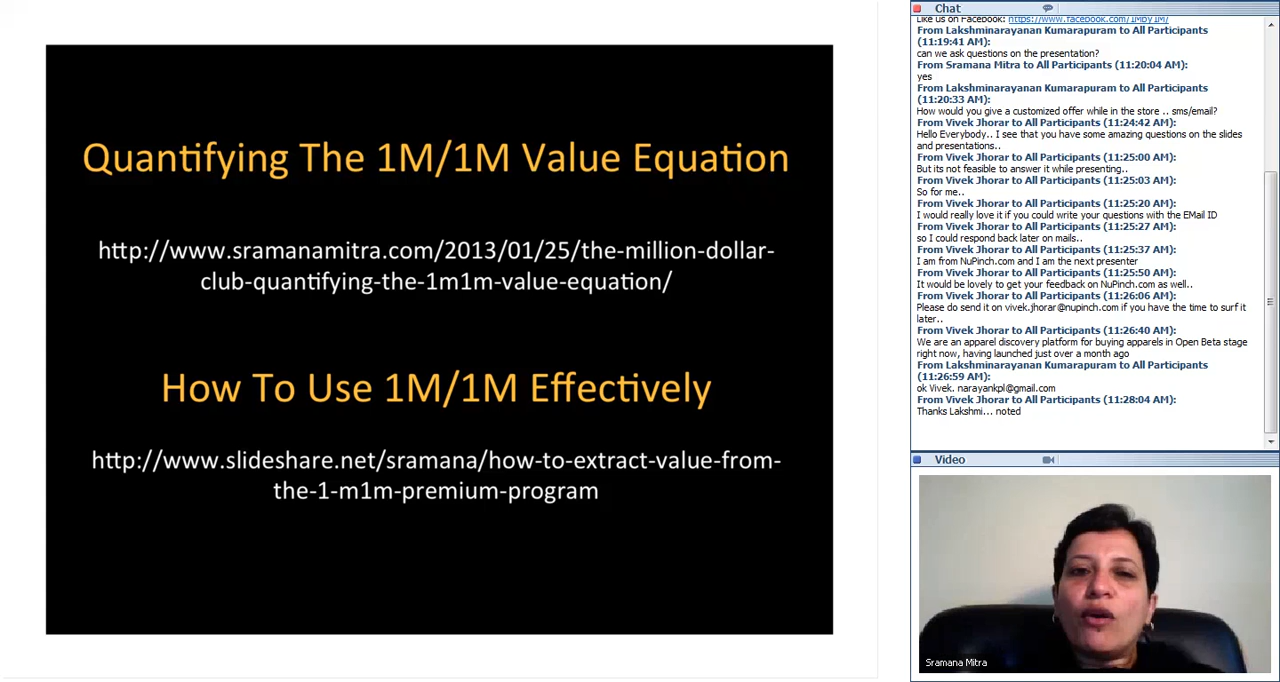 Quantifying The 1M/1M Value Equation
http://www.sramanamitra.com/2013/01/25/the-million-dollar-
club-quantifying-the-1m1m-value-equation/
How To Use 1M/1M Effectively
http://www.slideshare.net/sramana/how-to-extract-value-from-
the-1-m1m-premium-program
Chat
Like us on Facebook: https://www.facebook.com/1Mby1M/
From Lakshminarayanan Kumarapuram to All Participants
(11:19:41 AM):
can we ask questions on the presentation?
From Sramana Mitra to All Participants (11:20:04 AM):
yes
From Lakshminarayanan Kumarapuram to All Participants
(11:20:33 AM):
How would you give a customized offer while in the store .. sms/email?
From Vivek Jhorar to All Participants (11:24:42 AM):
Hello Everybody.. I see that you have some amazing questions on the slides
and presentations..
From Vivek Jhorar to All Participants (11:25:00 AM):
But its not feasible to answer it while presenting..
From Vivek Jhorar to All Participants (11:25:03 AM):
So for me..
From Vivek Jhorar to All Participants (11:25:20 AM):
I would really love it if you could write your questions with the EMail ID
From Vivek Jhorar to All Participants (11:25:27 AM):
so I could respond back later on mails..
From Vivek Jhorar to All Participants (11:25:37 AM):
I am from NuPinch.com and I am the next presenter
From Vivek Jhorar to All Participants (11:25:50 AM):
It would be lovely to get your feedback on NuPinch.com as well..
From Vivek Jhorar to All Participants (11:26:06 AM):
Please do send it on vivek.jhorar@nupinch.com if you have the time to surf it
later..
From Vivek Jhorar to All Participants (11:26:40 AM):
We are an apparel discovery platform for buying apparels in Open Beta stage
right now, having launched just over a month ago
From Lakshminarayanan Kumarapuram to All Participants
(11:26:59 AM):
ok Vivek. narayankpl@gmail.com
From Vivek Jhorar to All Participants (11:28:04 AM):
Thanks Lakshmi... noted
Video
Sramana Mitra